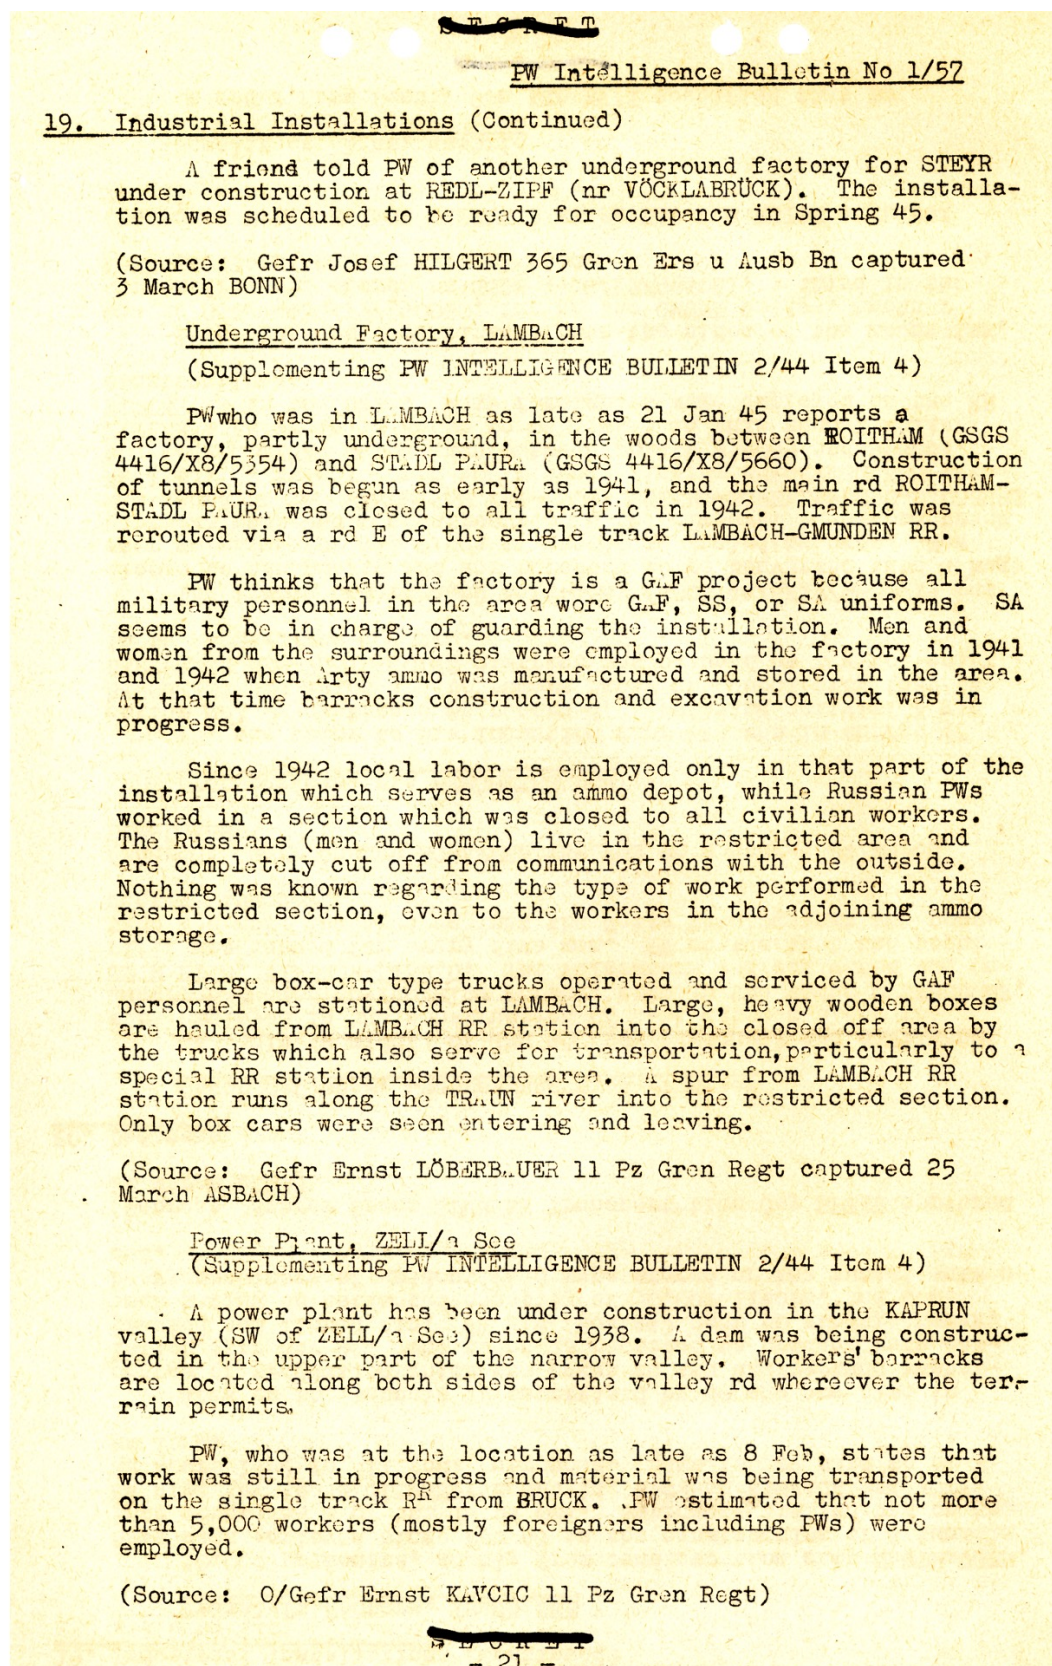 SECRET
PW Intelligence Bulletin No 1/57
19. Industrial Installations (Continued)
A friend told PW of another underground factory for STEYR
under construction at REDL-ZIPF (nr VÖCKLABRÜCK). The installa-
tion was scheduled to be ready for occupancy in Spring 45.
(Source: Gefr Josef HILGERT 365 Gren Ers u Ausb Bn captured
3 March BONN)
Underground Factory, LAMBACH
(Supplementing PW INTELLIGENCE BULLETIN 2/44 Item 4)
PW who was in LAMBACH as late as 21 Jan 45 reports a
factory, partly underground, in the woods between ROITHAM (GSGS
4416/X8/5354) and STADL PAURA (GSGS 4416/X8/5660). Construction
of tunnels was begun as early as 1941, and the main rd ROITHAM-
STADL PAURA was closed to all traffic in 1942. Traffic was
rerouted via a rd E of the single track LAMBACH-GMUNDEN RR.
PW thinks that the factory is a GAF project because all
military personnel in the area wore GAF, SS, or SA uniforms. SA
seems to be in charge of guarding the installation. Men and
women from the surroundings were employed in the factory in 1941
and 1942 when Arty ammo was manufactured and stored in the area.
At that time barracks construction and excavation work was in
progress.
Since 1942 local labor is employed only in that part of the
installation which serves as an ammo depot, while Russian PWs
worked in a section which was closed to all civilian workers.
The Russians (men and women) live in the restricted area and
are completely cut off from communications with the outside.
Nothing was known regarding the type of work performed in the
restricted section, even to the workers in the adjoining ammo
storage.
Large box-car type trucks operated and serviced by GAF
personnel are stationed at LAMBACH. Large, heavy wooden boxes
are hauled from LAMBACH RR station into the closed off area by
the trucks which also serve for transportation, particularly to a
special RR station inside the area. A spur from LAMBACH RR
station runs along the TRAUN river into the restricted section.
Only box cars were seen entering and leaving.
(Source: Gefr Ernst LÖBERBAUER 11 Pz Gren Regt captured 25
March ASBACH)
Power Plant, ZELL/a See
(Supplementing PW INTELLIGENCE BULLETIN 2/44 Item 4)
A power plant has been under construction in the KAPRUN
valley (SW of ZELL/a See) since 1938. A dam was being construc-
ted in the upper part of the narrow valley. Workers' barracks
are located along both sides of the valley rd whereever the ter-
rain permits.
PW, who was at the location as late as 8 Feb, states that
work was still in progress and material was being transported
on the single track RR from BRUCK. PW estimated that not more
than 5,000 workers (mostly foreigners including PWs) were
employed.
(Source: O/Gefr Ernst KAVCIC 11 Pz Gren Regt)
SECRET
- 21 -